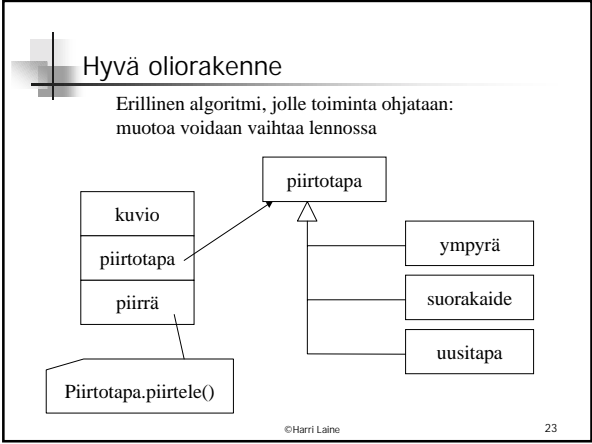 Hyvä oliorakenne
Erillinen algoritmi, jolle toiminta ohjataan:
muotoa voidaan vaihtaa lennossa
piirtotapa
kuvio
piirtotapa
piirrä
ympyrä
suorakaide
uusitapa
Piirtotapa.piirtele()
©Harri Laine
23